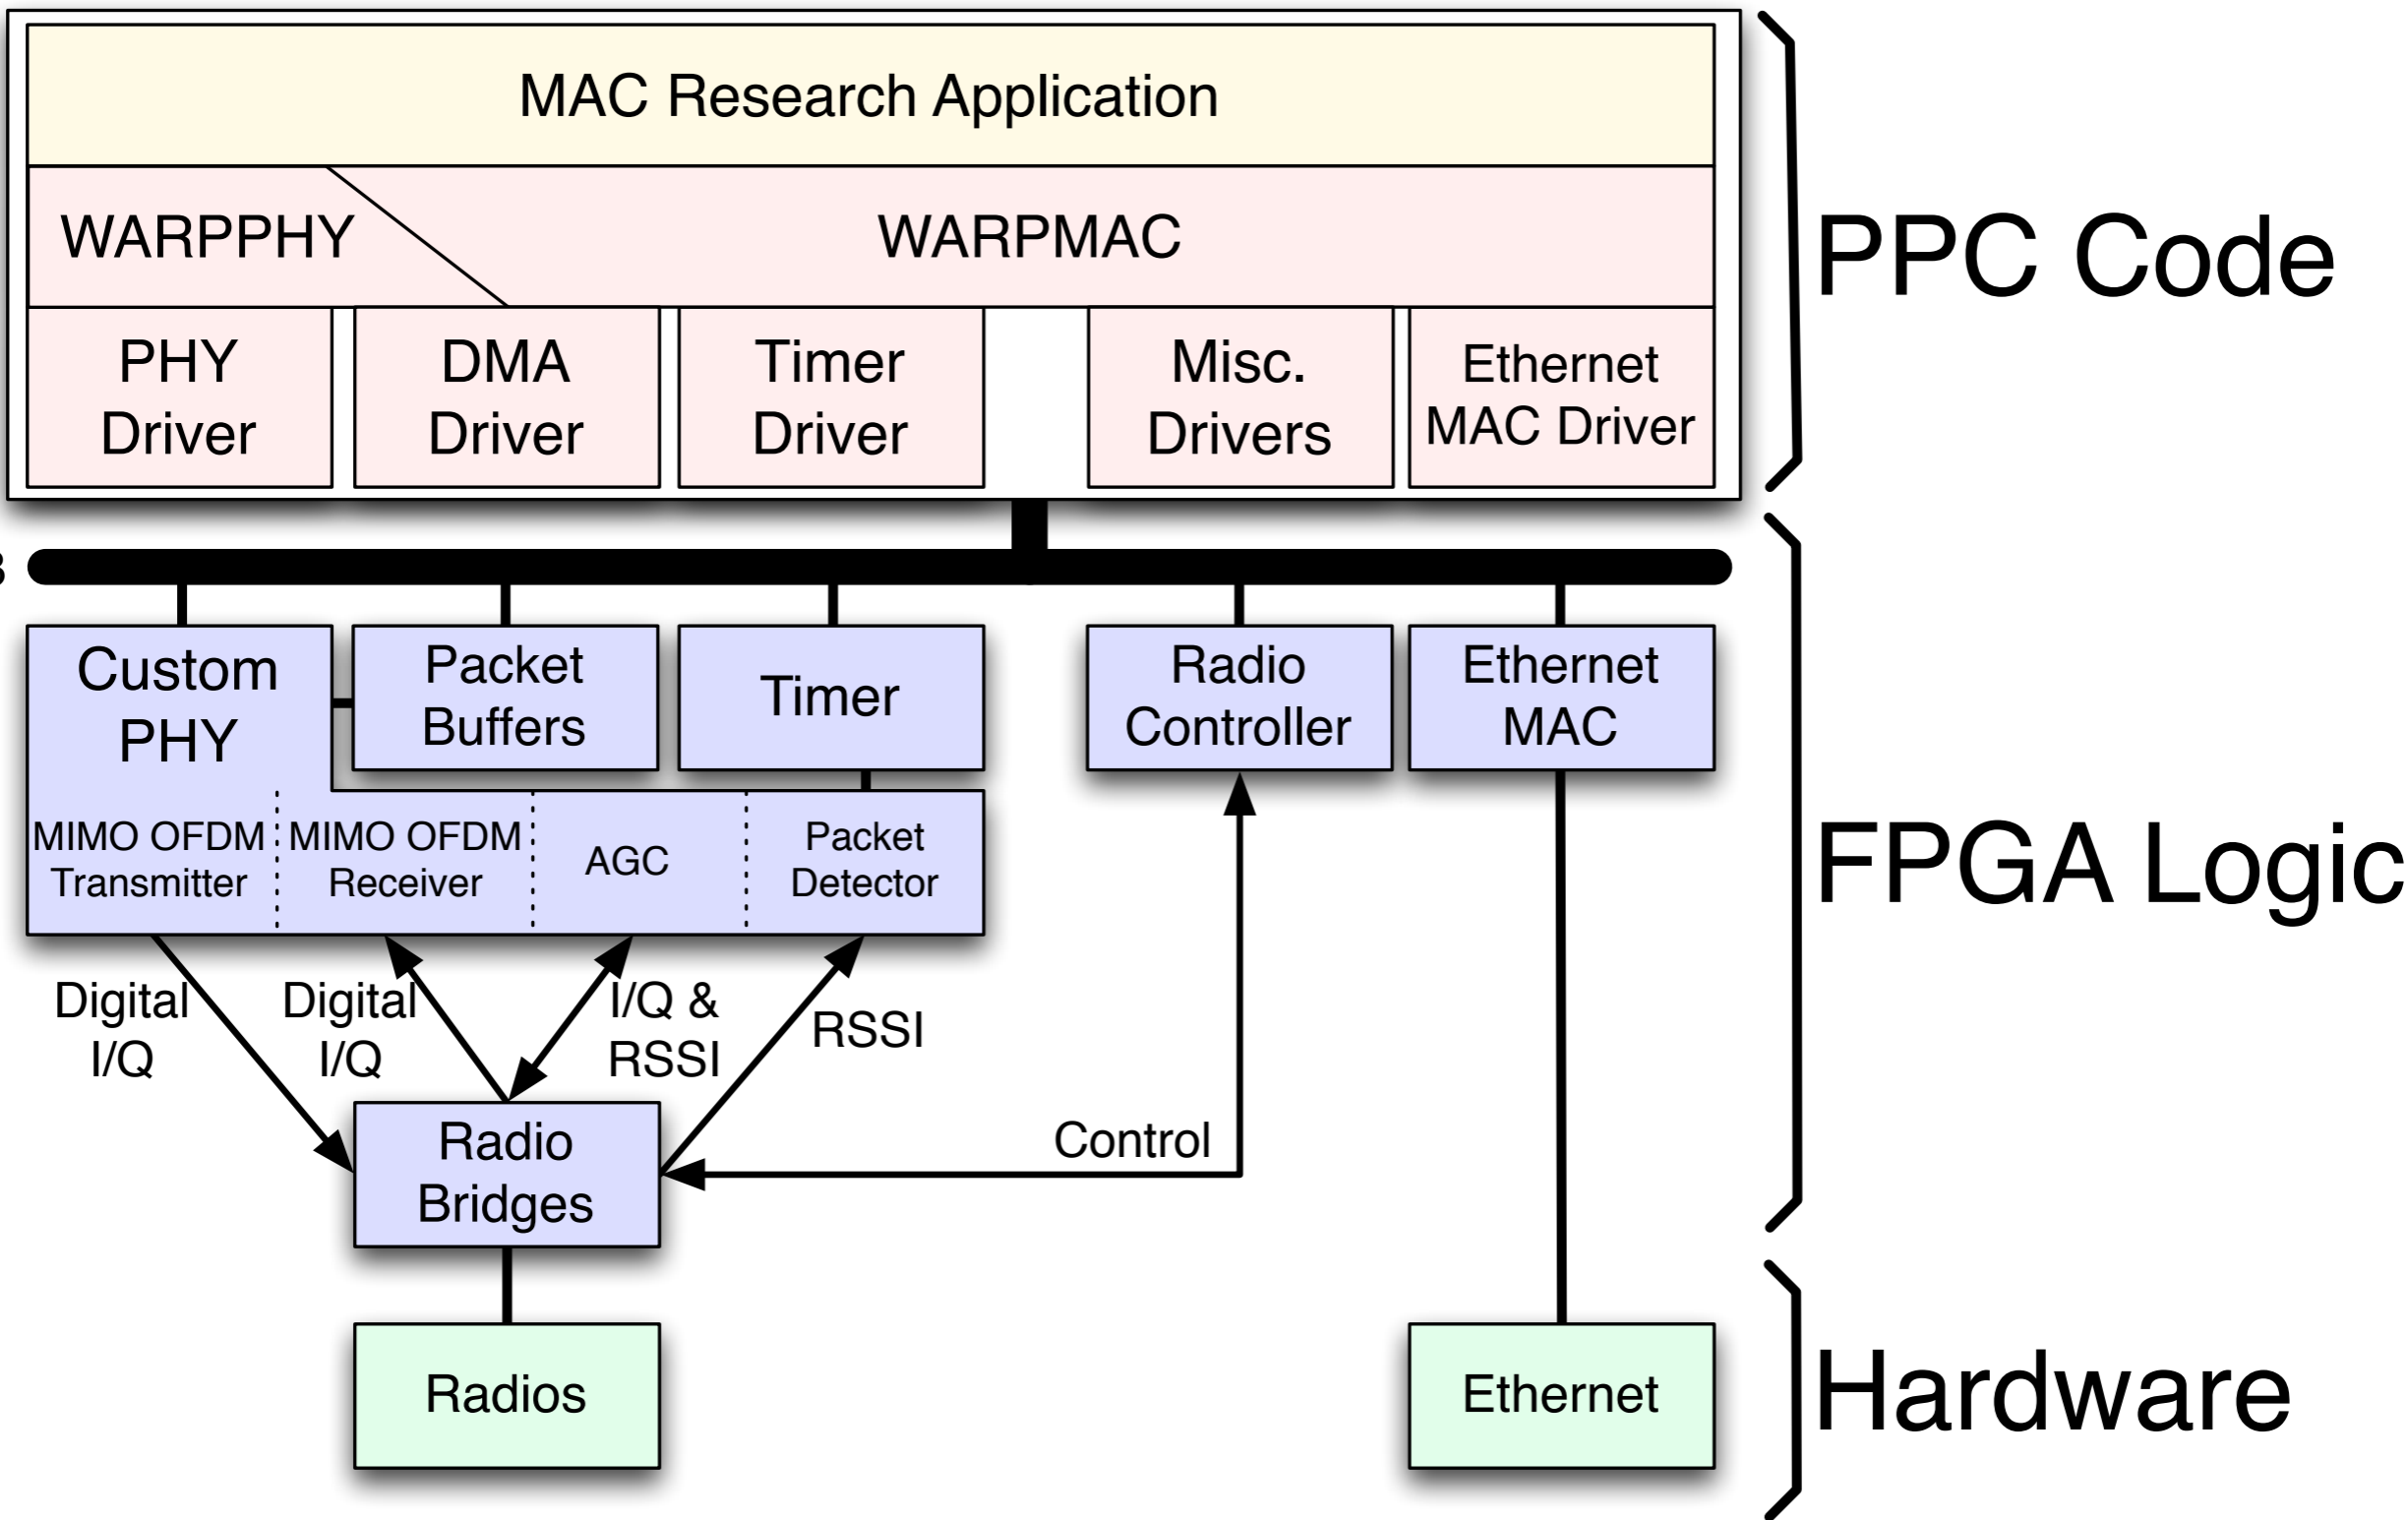 MAC Research Application
WARPPHY
WARPMAC
PHY
Driver
DMA
Driver
Timer
Driver
Misc.
Drivers
Ethernet
MAC Driver
PPC Code
Custom
PHY
Packet
Buffers
Timer
Radio
Controller
Ethernet
MAC
MIMO OFDM
Transmitter
MIMO OFDM
Receiver
AGC
Packet
Detector
FPGA Logic
Digital
I/Q
Digital
I/Q
I/Q &
RSSI
RSSI
Control
Radio
Bridges
Radios
Ethernet
Hardware